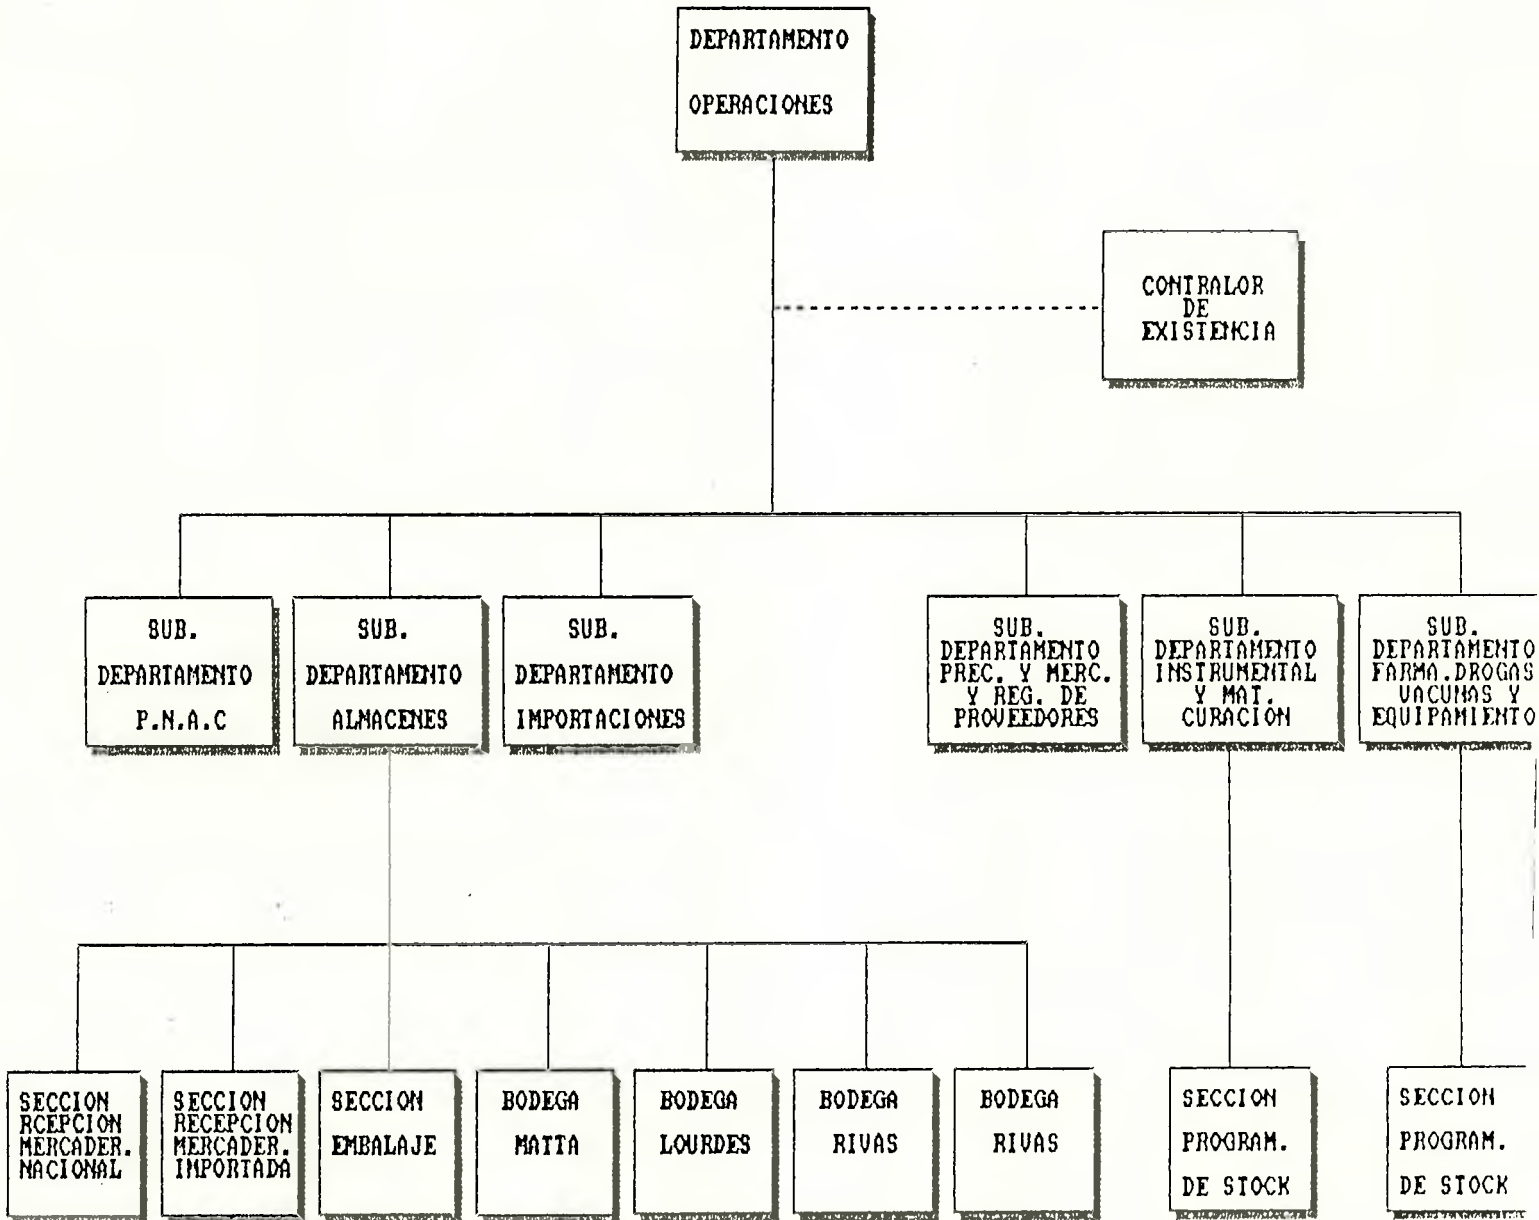 DEPARTAMENTO
OPERACIONES
CONTRALOR
DE
EXISTENCIA
SUB.
DEPARTAMENTO
P.N.A.C
SUB.
DEPARTAMENTO
ALMACENES
SUB.
DEPARTAMENTO
IMPORTACIONES
SUB.
DEPARTAMENTO
PREC. Y MERC.
Y REG. DE
PROVEEDORES
SUB.
DEPARTAMENTO
INSTRUMENTAL
Y MAT.
CURACIÓN
SUB.
DEPARTAMENTO
FARMA.DROGAS
VACUNAS Y
EQUIPAMIENTO
SECCION
RCEPCION
MERCADER.
NACIONAL
SECCION
RECEPCION
MERCADER.
IMPORTADA
SECCION
EMBALAJE
BODEGA
MATTA
BODEGA
LOURDES
BODEGA
RIVAS
BODEGA
RIVAS
SECCION
PROGRAM.
DE STOCK
SECCION
PROGRAM.
DE STOCK